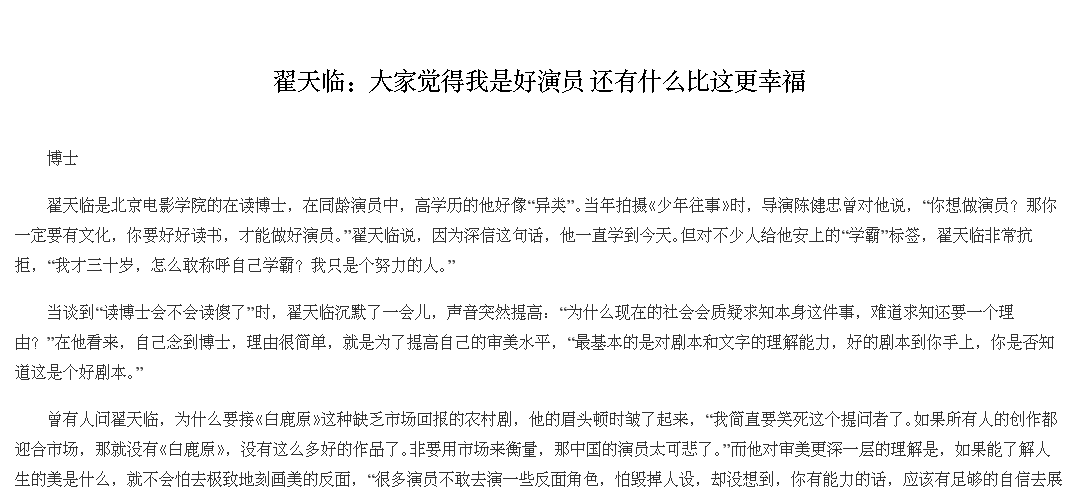 翟天临：大家觉得我是好演员 还有什么比这更幸福
博士
翟天临是北京电影学院的在读博士，在同龄演员中，高学历的他好像“异类”。当年拍摄《少年往事》时，导演陈健忠曾对他说，“你想做演员？那你
一定要有文化，你要好好读书，才能做好演员。”翟天临说，因为深信这句话，他一直学到今天。但对不少人给他安上的“学霸”标签，翟天临非常抗
拒，“我才三十岁，怎么敢称呼自己学霸？我只是个努力的人。”
当谈到“读博士会不会读傻了”时，翟天临沉默了一会儿，声音突然提高：“为什么现在的社会会质疑求知本身这件事，难道求知还要一个理
由？”在他看来，自己念到博士，理由很简单，就是为了提高自己的审美水平，“最基本的是对剧本和文字的理解能力，好的剧本到你手上，你是否知
道这是个好剧本。”
曾有人问翟天临，为什么要接《白鹿原》这种缺乏市场回报的农村剧，他的眉头顿时皱了起来，“我简直要笑死这个提问者了。如果所有人的创作都
迎合市场，那就没有《白鹿原》，没有这么多好的作品了。非要用市场来衡量，那中国的演员太可悲了。”而他对审美更深一层的理解是，如果能了解人
生的美是什么，就不会怕去极致地刻画美的反面，“很多演员不敢去演一些反面角色，怕毁掉人设，却没想到，你有能力的话，应该有足够的自信去展